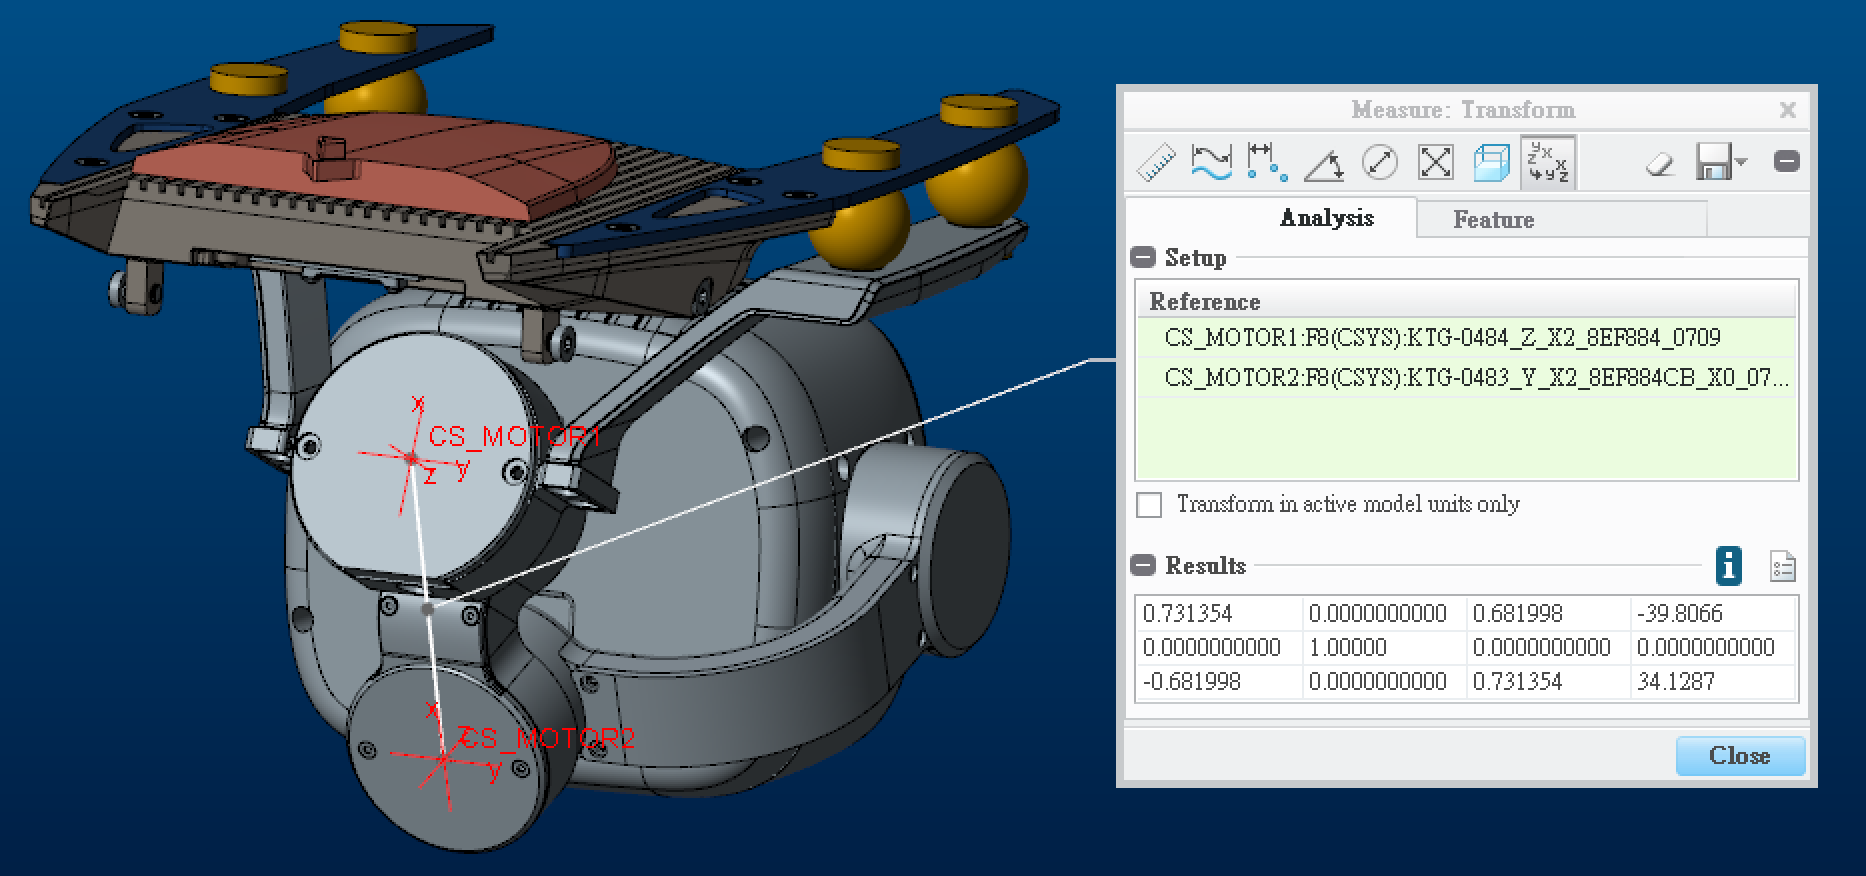 Measure: Transform
Analysis
Feature
Setup
Reference
CS_MOTOR1:F8(CSYS):KTG-0484_Z_X2_8EF884_0709
CS_MOTOR2:F8(CSYS):KTG-0483_Y_X2_8EF884CB_X0_07...
Transform in active model units only
Results
0.731354 0.0000000000 0.681998 -39.8066
0.0000000000 1.00000 0.0000000000 0.0000000000
-0.681998 0.0000000000 0.731354 34.1287
Close
X
CS_MOTOR1
Z Y
X
Z
CS_MOTOR2
Y